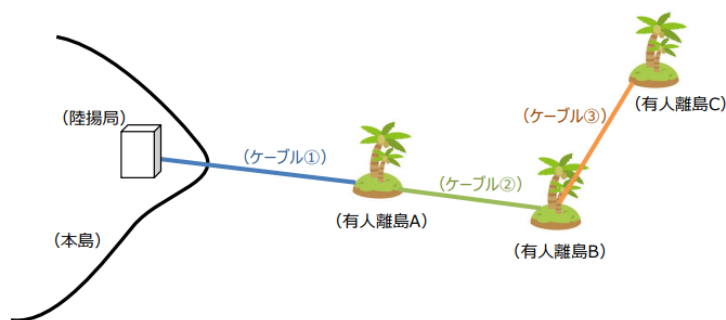 （陸揚局）
（ケーブル①）
（有人離島A）
（ケーブル②）
（有人離島B）
（ケーブル③）
（有人離島C）
（本島）